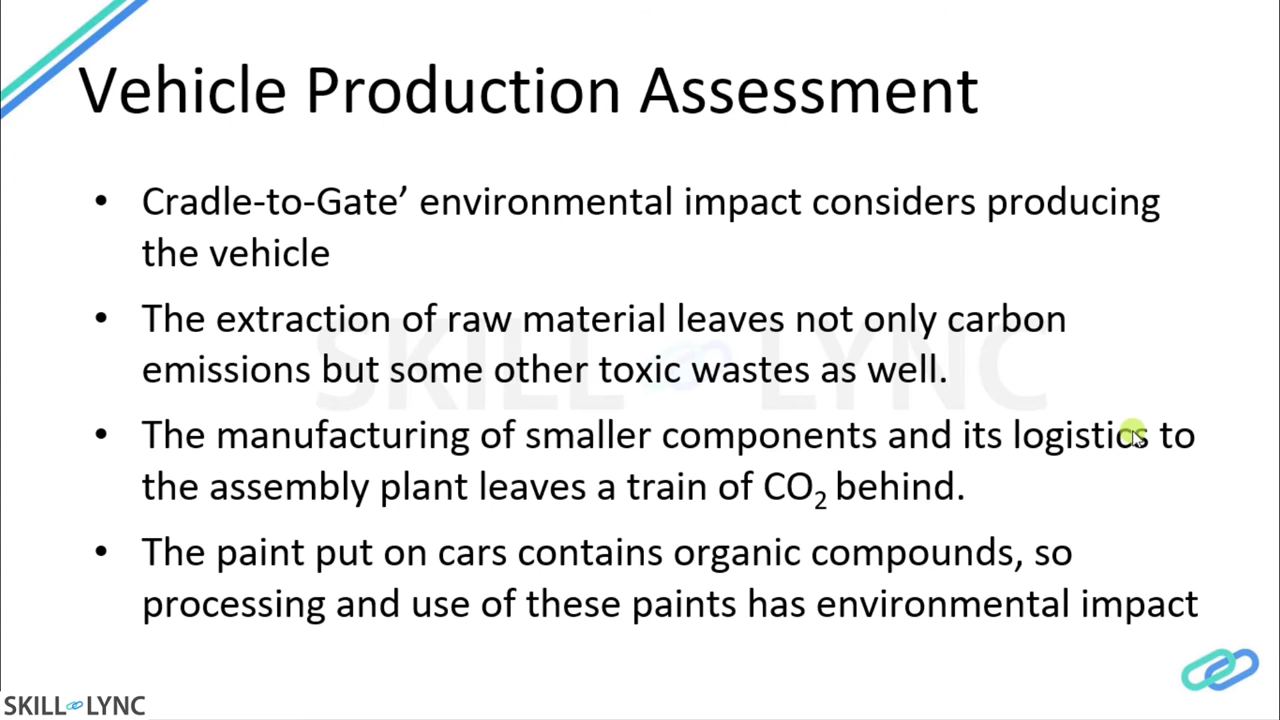 Vehicle Production Assessment
• Cradle-to-Gate’ environmental impact considers producing
the vehicle
• The extraction of raw material leaves not only carbon
emissions but some other toxic wastes as well.
• The manufacturing of smaller components and its logistics to
the assembly plant leaves a train of CO₂ behind.
• The paint put on cars contains organic compounds, so
processing and use of these paints has environmental impact
SKILL LYNC
SKILL LYNC